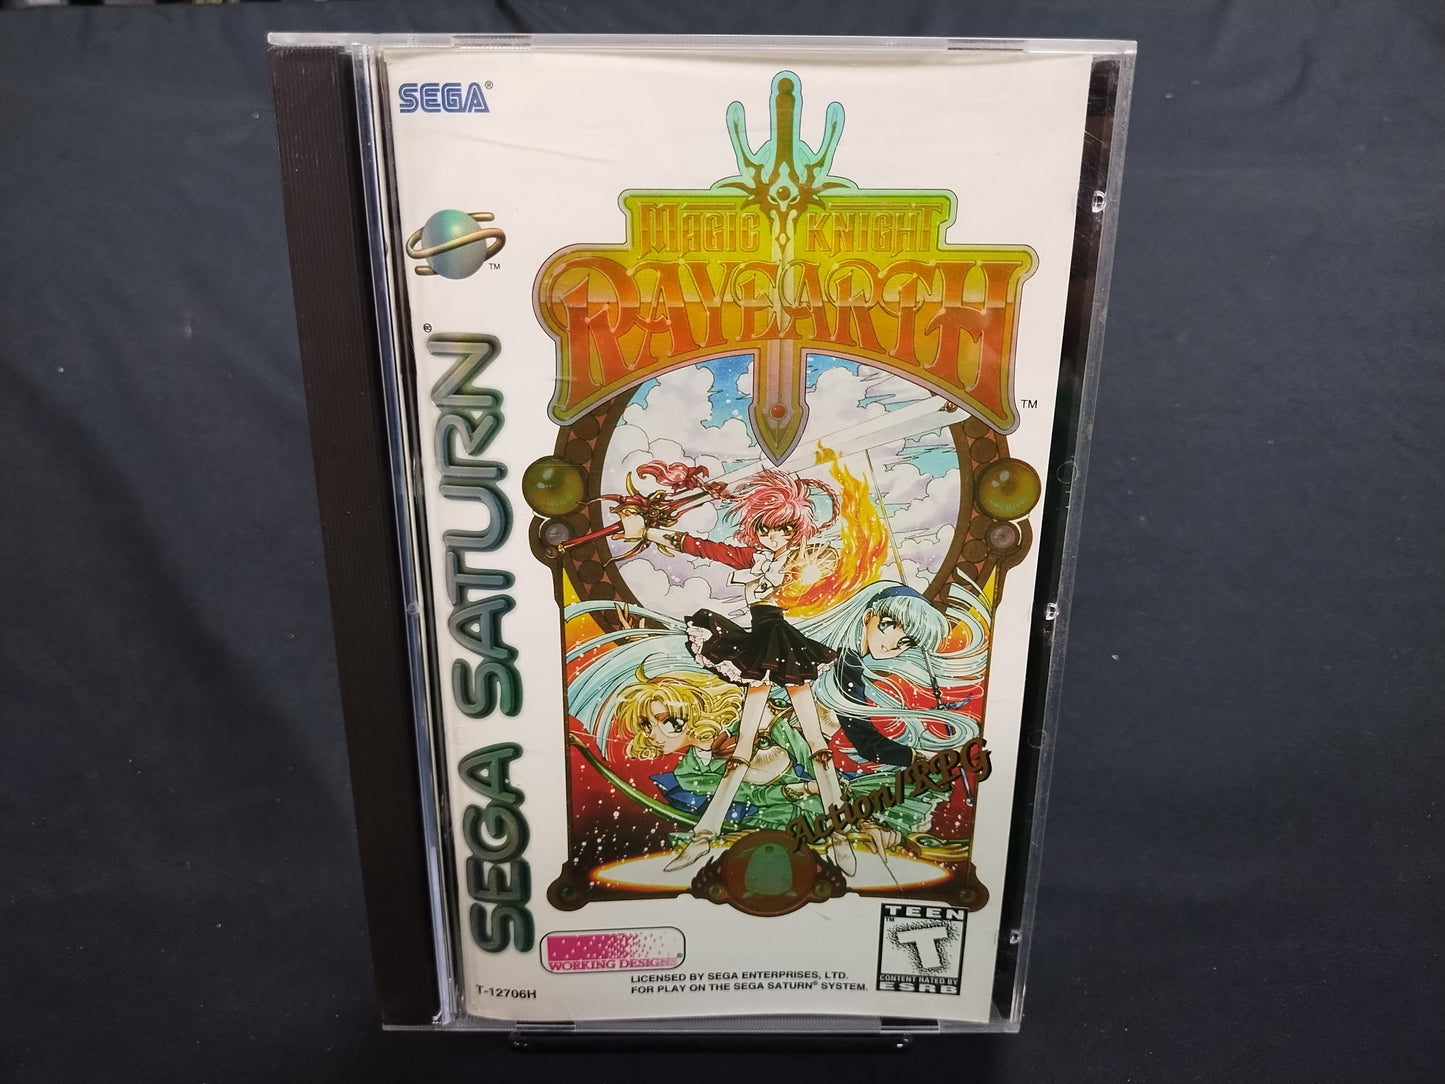 SEGA®
MAGIC KNIGHT
RAYEARTH
TM
TM
SEGA SATURN®
Action/RPG
WORKING DESIGNS®
T-12706H
LICENSED BY SEGA ENTERPRISES, LTD.
FOR PLAY ON THE SEGA SATURN® SYSTEM.
TEEN
TM
T
CONTENT RATED BY
ESRB